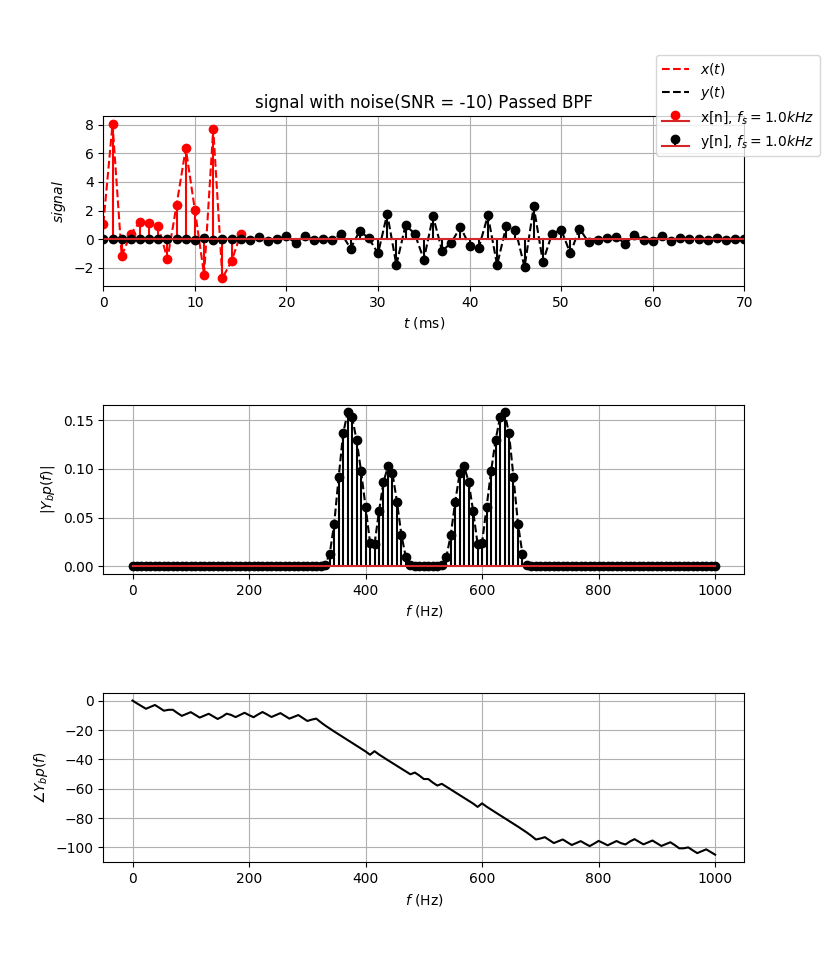 signal with noise(SNR = -10) Passed BPF
x(t)
y(t)
x[n], f_s = 1.0kHz
y[n], f_s = 1.0kHz
signal
8
6
4
2
0
−2
0 10 20 30 40 50 60 70
t (ms)
|Y_bp(f)|
0.15
0.10
0.05
0.00
0 200 400 600 800 1000
f (Hz)
∠Y_bp(f)
0
−20
−40
−60
−80
−100
0 200 400 600 800 1000
f (Hz)